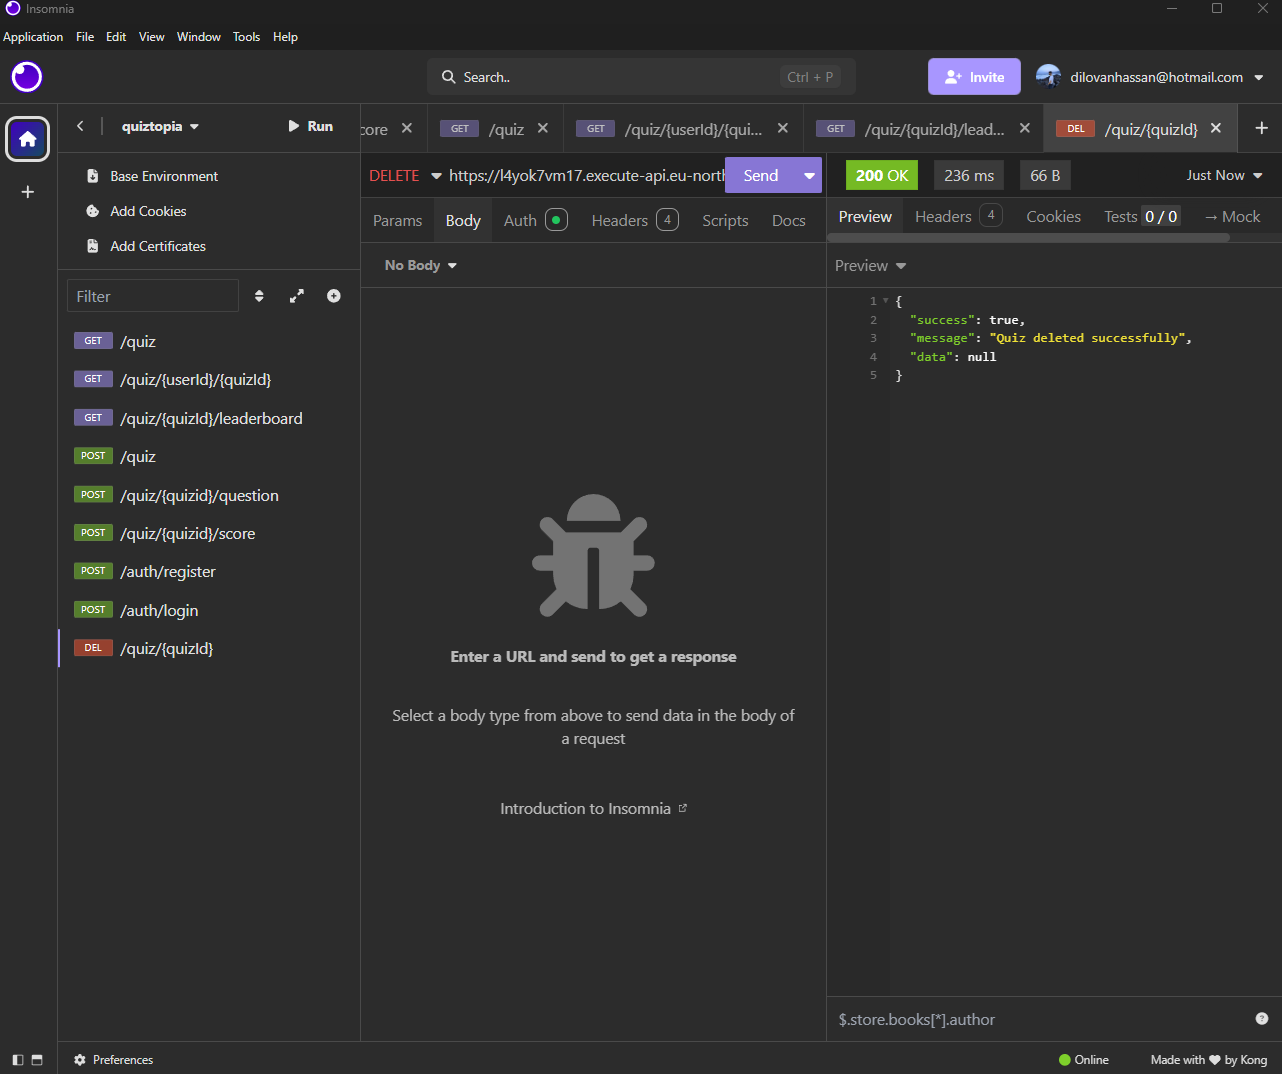 Insomnia
Application File Edit View Window Tools Help
Search.. Ctrl + P
Invite
dilovanhassan@hotmail.com
quiztopia
Run
core
GET /quiz
GET /quiz/{userId}/{qui...
GET /quiz/{quizId}/lead...
DEL /quiz/{quizId}
Base Environment
Add Cookies
Add Certificates
Filter
GET /quiz
GET /quiz/{userId}/{quizId}
GET /quiz/{quizId}/leaderboard
POST /quiz
POST /quiz/{quizid}/question
POST /quiz/{quizid}/score
POST /auth/register
POST /auth/login
DEL /quiz/{quizId}
DELETE https://l4yok7vm17.execute-api.eu-north Send
Params Body Auth Headers 4 Scripts Docs
No Body
Enter a URL and send to get a response
Select a body type from above to send data in the body of
a request
Introduction to Insomnia
200 OK 236 ms 66 B Just Now
Preview Headers 4 Cookies Tests 0 / 0 → Mock
Preview
1 {
2 "success": true,
3 "message": "Quiz deleted successfully",
4 "data": null
5 }
$.store.books[*].author
Preferences
Online
Made with ♥ by Kong